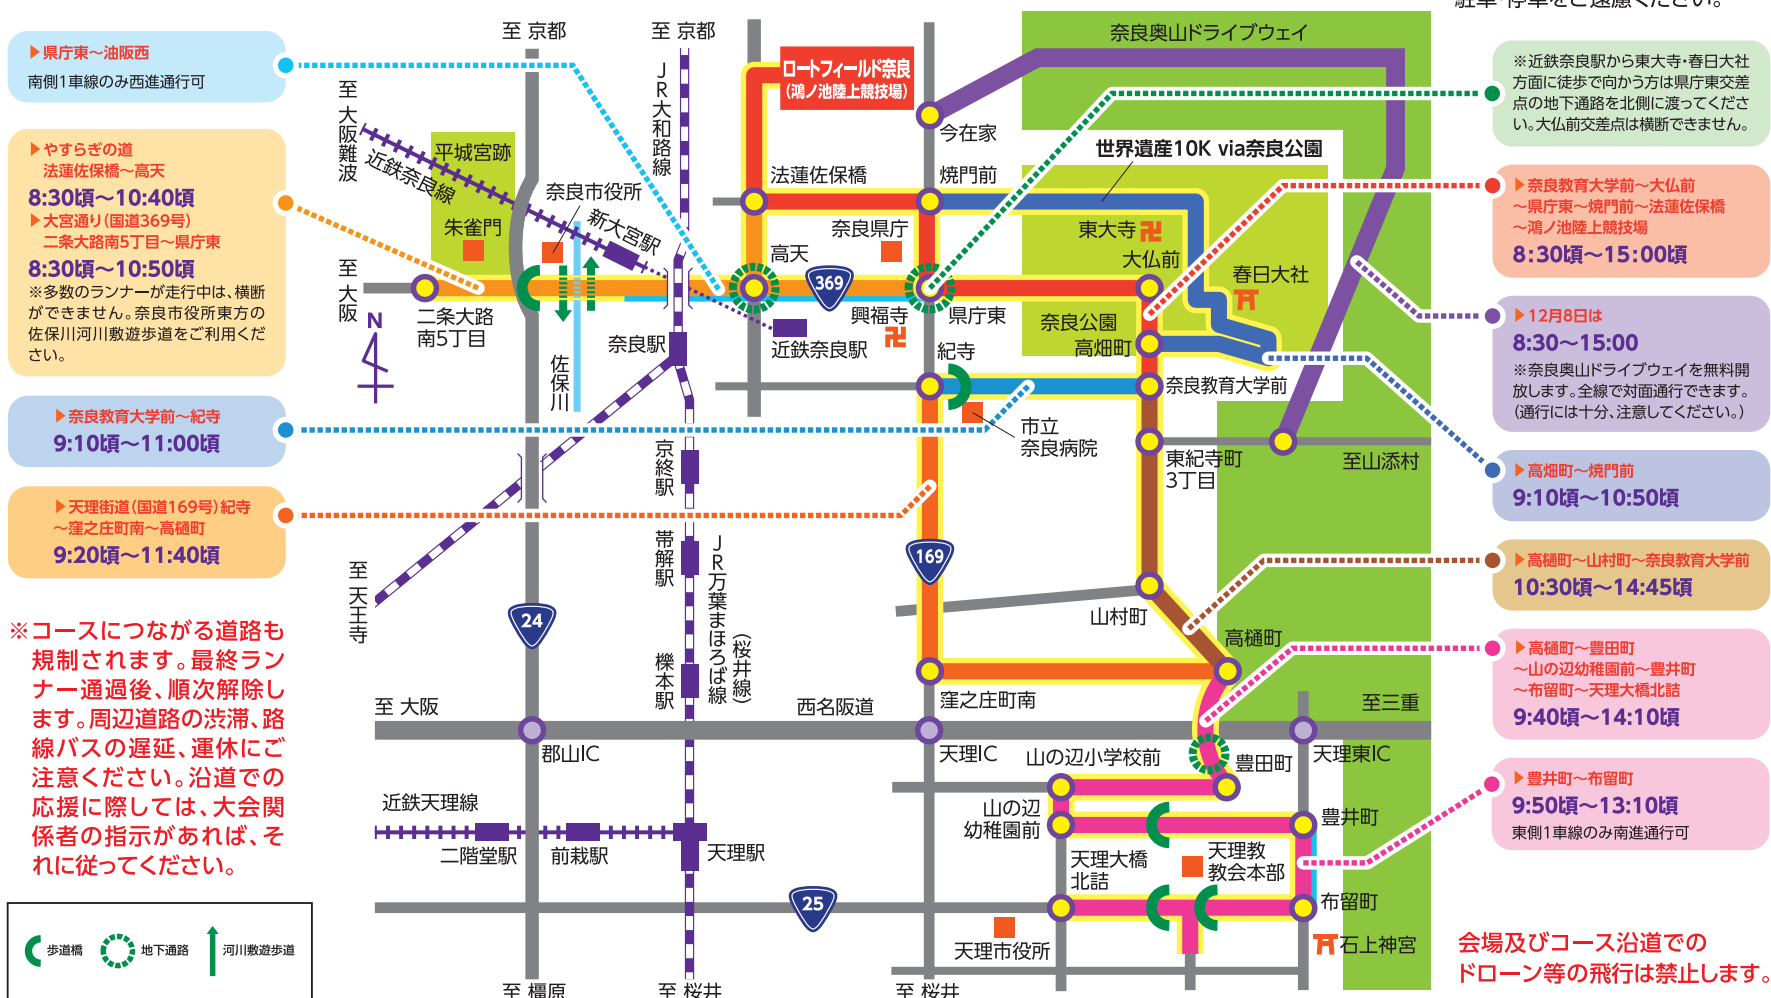 駐車・停車をご遠慮ください。
▶県庁東～油阪西
南側1車線のみ西進通行可
▶やすらぎの道
法蓮佐保橋～高天
8:30頃～10:40頃
▶大宮通り(国道369号)
二条大路南5丁目～県庁東
8:30頃～10:50頃
※多数のランナーが走行中は、横断
ができません。奈良市役所東方の
佐保川河川敷遊歩道をご利用くだ
さい。
▶奈良教育大学前～紀寺
9:10頃～11:00頃
▶天理街道(国道169号)紀寺
～窪之庄町南～高樋町
9:20頃～11:40頃
※コースにつながる道路も
規制されます。最終ラン
ナー通過後、順次解除し
ます。周辺道路の渋滞、路
線バスの遅延、運休にご
注意ください。沿道での
応援に際しては、大会関
係者の指示があれば、そ
れに従ってください。
歩道橋
地下通路
河川敷遊歩道
至 京都
至 京都
至 大阪難波
近鉄奈良線
平城宮跡
JR大和路線
奈良市役所
朱雀門
新大宮駅
至 大阪
N
二条大路
南5丁目
佐保川
奈良駅
ロートフィールド奈良
(鴻ノ池陸上競技場)
奈良奥山ドライブウェイ
今在家
世界遺産10K via奈良公園
法蓮佐保橋
焼門前
奈良県庁
高天
369
東大寺
大仏前
春日大社
興福寺
県庁東
近鉄奈良駅
奈良公園
高畑町
紀寺
奈良教育大学前
市立
奈良病院
東紀寺町
3丁目
至山添村
京終駅
帯解駅
JR万葉まほろば線
(桜井線)
櫟本駅
至 天王寺
24
169
山村町
高樋町
窪之庄町南
至 大阪
西名阪道
至三重
郡山IC
天理IC
天理東IC
山の辺小学校前
豊田町
山の辺
幼稚園前
豊井町
近鉄天理線
二階堂駅
前栽駅
天理駅
天理大橋
北詰
天理教
教会本部
布留町
25
天理市役所
石上神宮
至 橿原
至 桜井
至 桜井
※近鉄奈良駅から東大寺・春日大社
方面に徒歩で向かう方は県庁東交差
点の地下通路を北側に渡ってくださ
い。大仏前交差点は横断できません。
▶奈良教育大学前～大仏前
～県庁東～焼門前～法蓮佐保橋
～鴻ノ池陸上競技場
8:30頃～15:00頃
▶12月8日は
8:30～15:00
※奈良奥山ドライブウェイを無料開
放します。全線で対面通行できます。
(通行には十分、注意してください。)
▶高畑町～焼門前
9:10頃～10:50頃
▶高樋町～山村町～奈良教育大学前
10:30頃～14:45頃
▶高樋町～豊田町
～山の辺幼稚園前～豊井町
～布留町～天理大橋北詰
9:40頃～14:10頃
▶豊井町～布留町
9:50頃～13:10頃
東側1車線のみ南進通行可
会場及びコース沿道での
ドローン等の飛行は禁止します。